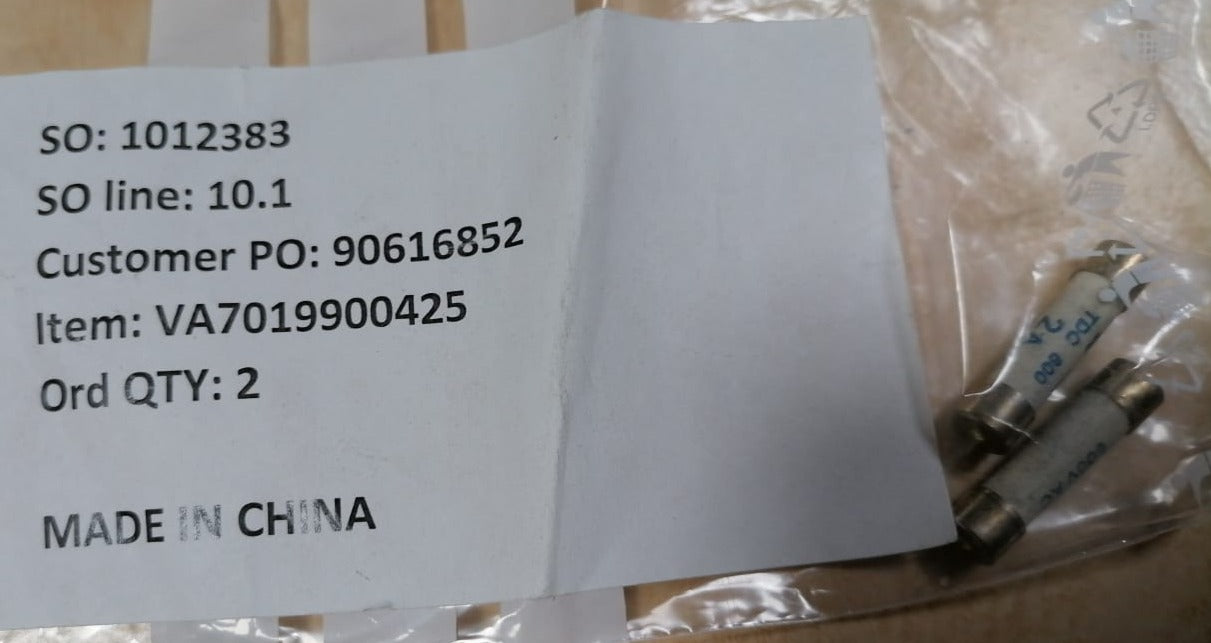 SO: 1012383
SO line: 10.1
Customer PO: 90616852
Item: VA7019900425
Ord QTY: 2
MADE IN CHINA
TDC 600
2A
600VAC